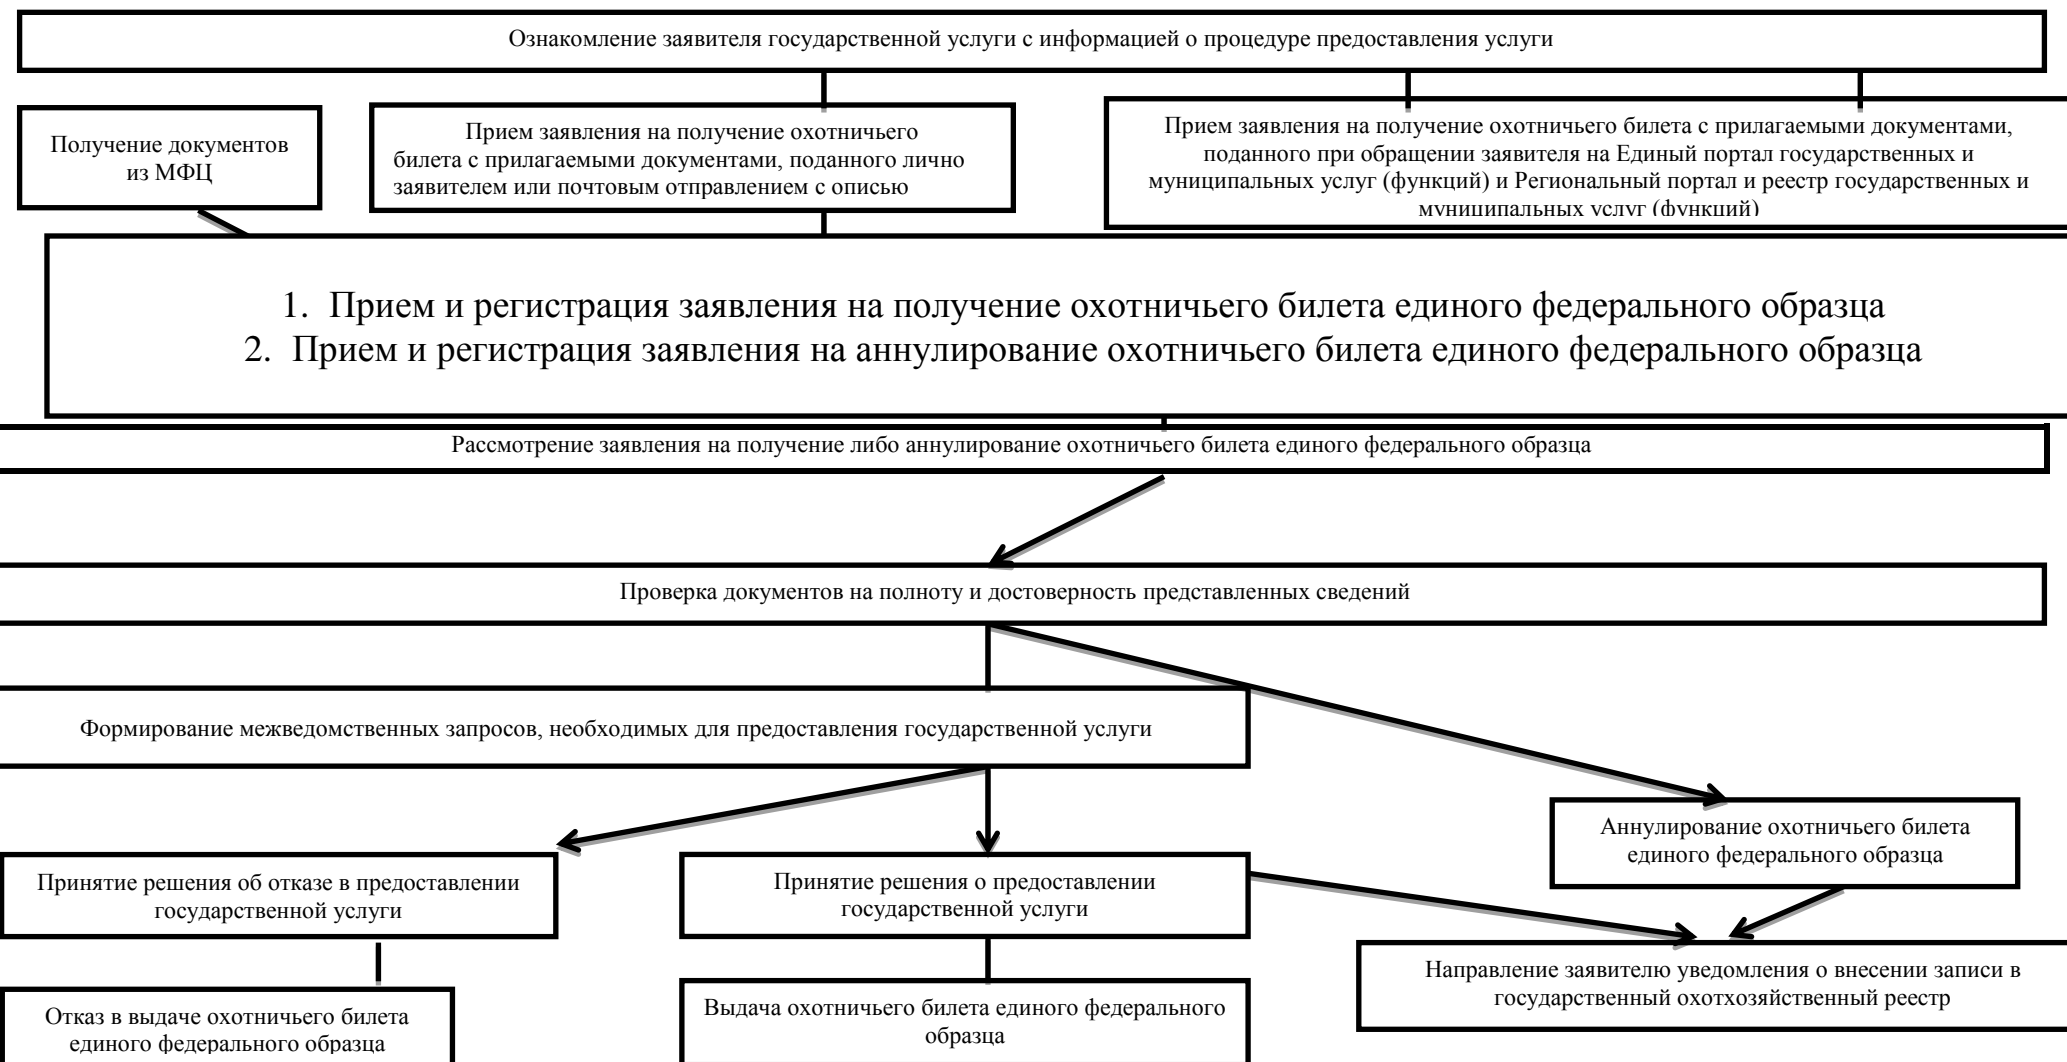 Ознакомление заявителя государственной услуги с информацией о процедуре предоставления услуги
Получение документов
из МФЦ
Прием заявления на получение охотничьего
билета с прилагаемыми документами, поданного лично
заявителем или почтовым отправлением с описью
Прием заявления на получение охотничьего билета с прилагаемыми документами,
поданного при обращении заявителя на Единый портал государственных и
муниципальных услуг (функций) и Региональный портал и реестр государственных и
муниципальных услуг (функций)
1. Прием и регистрация заявления на получение охотничьего билета единого федерального образца
2. Прием и регистрация заявления на аннулирование охотничьего билета единого федерального образца
Рассмотрение заявления на получение либо аннулирование охотничьего билета единого федерального образца
Проверка документов на полноту и достоверность представленных сведений
Формирование межведомственных запросов, необходимых для предоставления государственной услуги
Аннулирование охотничьего билета
единого федерального образца
Принятие решения об отказе в предоставлении
государственной услуги
Принятие решения о предоставлении
государственной услуги
Направление заявителю уведомления о внесении записи в
государственный охотхозяйственный реестр
Отказ в выдаче охотничьего билета
единого федерального образца
Выдача охотничьего билета единого федерального
образца